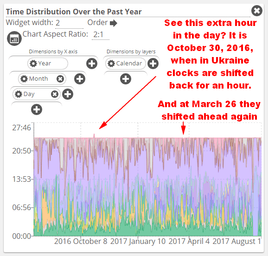 Time Distribution Over the Past Year
Widget width: 2 Order
Chart Aspect Ratio: 2:1
Dimensions by X axis
Dimensions by layers
Year
Calendar
Month
Day
See this extra hour
in the day? It is
October 30, 2016,
when in Ukraine
clocks are shifted
back for an hour.
And at March 26 they
shifted ahead again
27:46
20:50
13:53
06:56
00:00
2016 October 8 2017 January 10 2017 April 4 2017 August 1